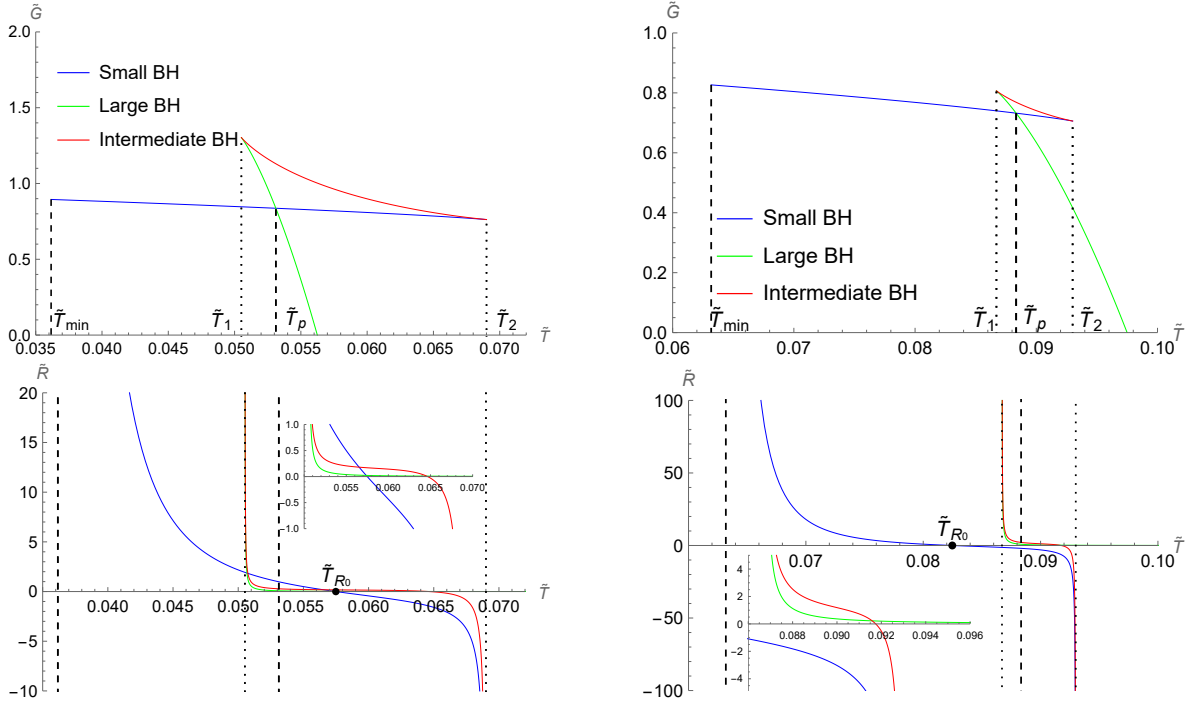 G̃
2.0
1.5
1.0
0.5
0.0
Small BH
Large BH
Intermediate BH
T̃min
T̃1
T̃p
T̃2
T̃
0.035 0.040 0.045 0.050 0.055 0.060 0.065 0.070
G̃
1.0
0.8
0.6
0.4
0.2
0.0
Small BH
Large BH
Intermediate BH
T̃min
T̃1
T̃p
T̃2
T̃
0.06 0.07 0.08 0.09 0.10
R̃
20
15
10
5
0
−5
−10
1.0
0.5
0.0
-0.5
-1.0
0.055 0.060 0.065 0.070
T̃R0
T̃
0.040 0.045 0.050 0.055 0.060 0.065 0.070
R̃
100
50
0
−50
−100
T̃R0
T̃
0.07 0.08 0.09 0.10
4
2
0
-2
-4
0.088 0.090 0.092 0.094 0.096